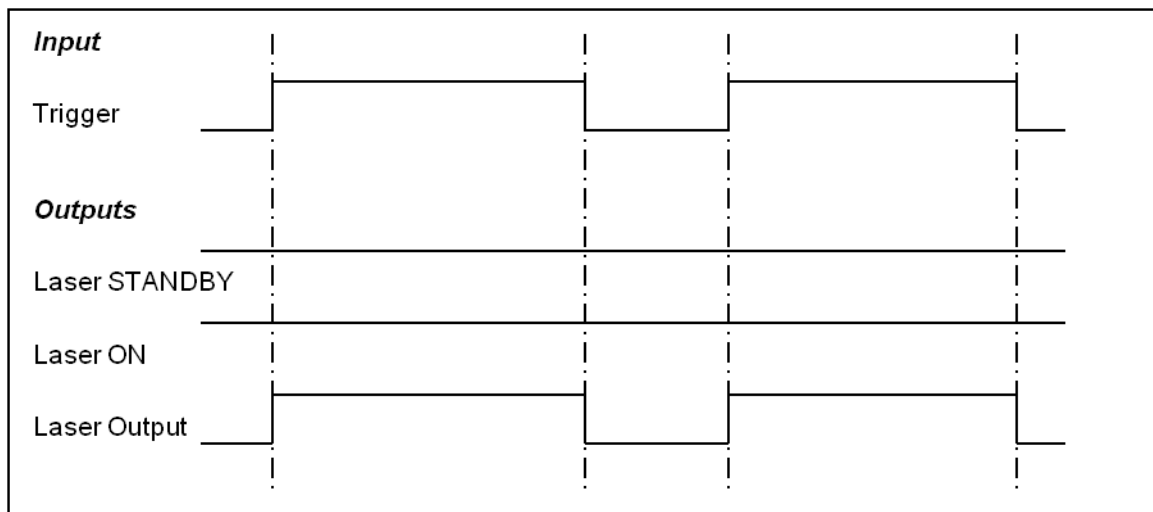 Input
Trigger
Outputs
Laser STANDBY
Laser ON
Laser Output